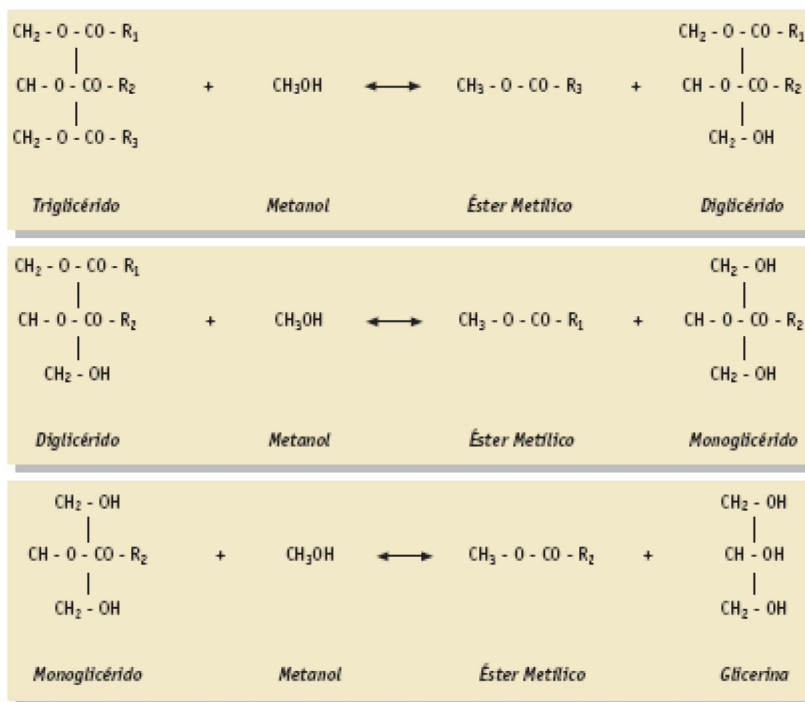 CH₂ - O - CO - R₁ CH₂ - O - CO - R₁
CH - O - CO - R₂ + CH₃OH ⟷ CH₃ - O - CO - R₃ + CH - O - CO - R₂
CH₂ - O - CO - R₃ CH₂ - OH
Triglicérido Metanol Éster Metílico Diglicérido
CH₂ - O - CO - R₁ CH₂ - OH
CH - O - CO - R₂ + CH₃OH ⟷ CH₃ - O - CO - R₁ + CH - O - CO - R₂
CH₂ - OH CH₂ - OH
Diglicérido Metanol Éster Metílico Monoglicérido
CH₂ - OH CH₂ - OH
CH - O - CO - R₂ + CH₃OH ⟷ CH₃ - O - CO - R₂ + CH - OH
CH₂ - OH CH₂ - OH
Monoglicérido Metanol Éster Metílico Glicerina